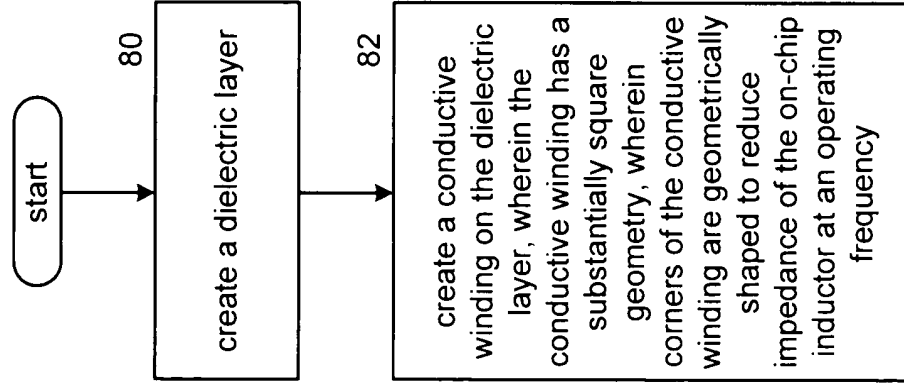 start
80
create a dielectric layer
82
create a conductive
winding on the dielectric
layer, wherein the
conductive winding has a
substantially square
geometry, wherein
corners of the conductive
winding are geometrically
shaped to reduce
impedance of the on-chip
inductor at an operating
frequency